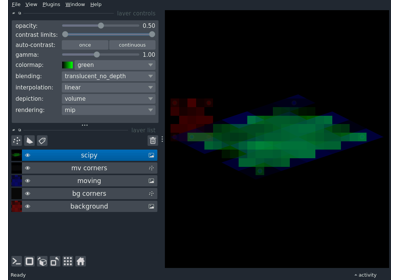 File View Plugins Window Help
layer controls
opacity: 0.50
contrast limits:
auto-contrast: once continuous
gamma: 1.00
colormap: green
blending: translucent_no_depth
interpolation: linear
depiction: volume
rendering: mip
layer list
scipy
mv corners
moving
bg corners
background
Ready activity